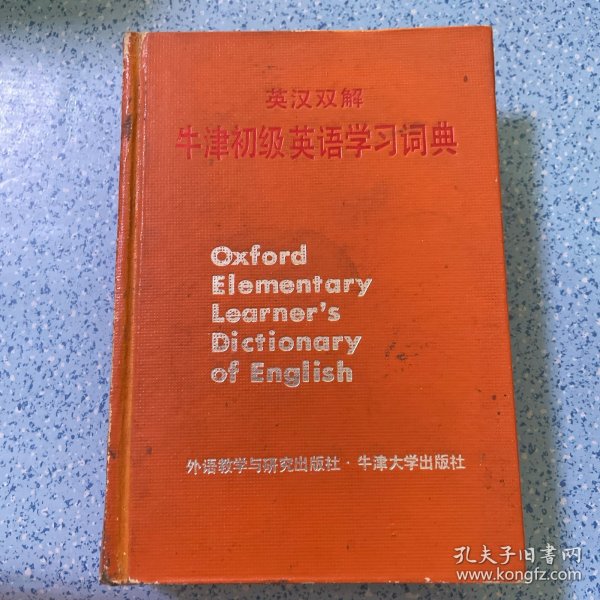 英汉双解
牛津初级英语学习词典
Oxford
Elementary
Learner's
Dictionary
of English
外语教学与研究出版社·牛津大学出版社
孔夫子旧书网
www.kongfz.com